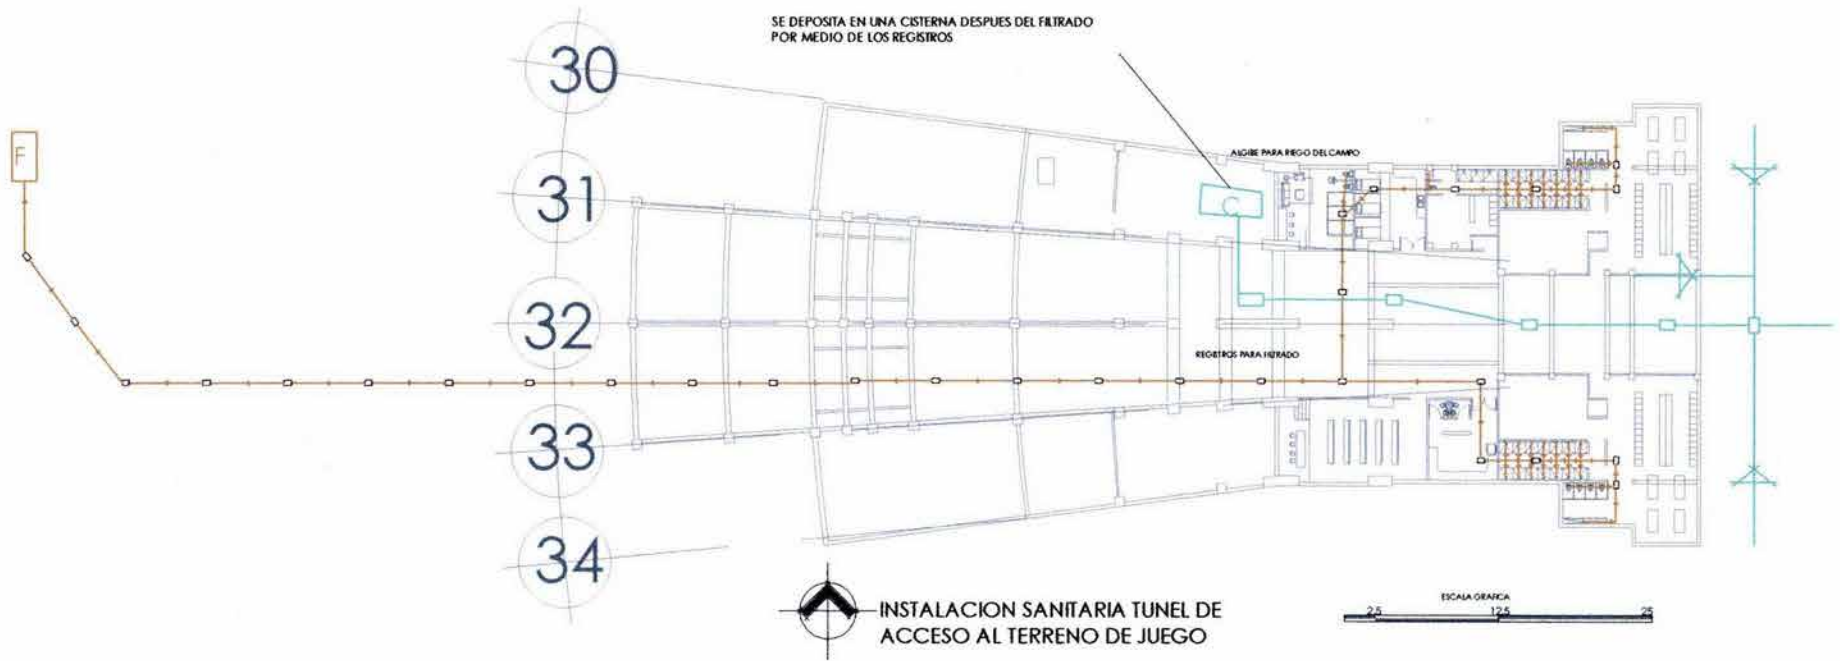 SE DEPOSITA EN UNA CISTERNA DESPUES DEL FILTRADO
POR MEDIO DE LOS REGISTROS
30
F
31
ALGIBE PARA RIEGO DEL CAMPO
C
32
REGISTROS PARA FILTRADO
33
34
INSTALACION SANITARIA TUNEL DE
ACCESO AL TERRENO DE JUEGO
ESCALA GRAFICA
2.5 12.5 25